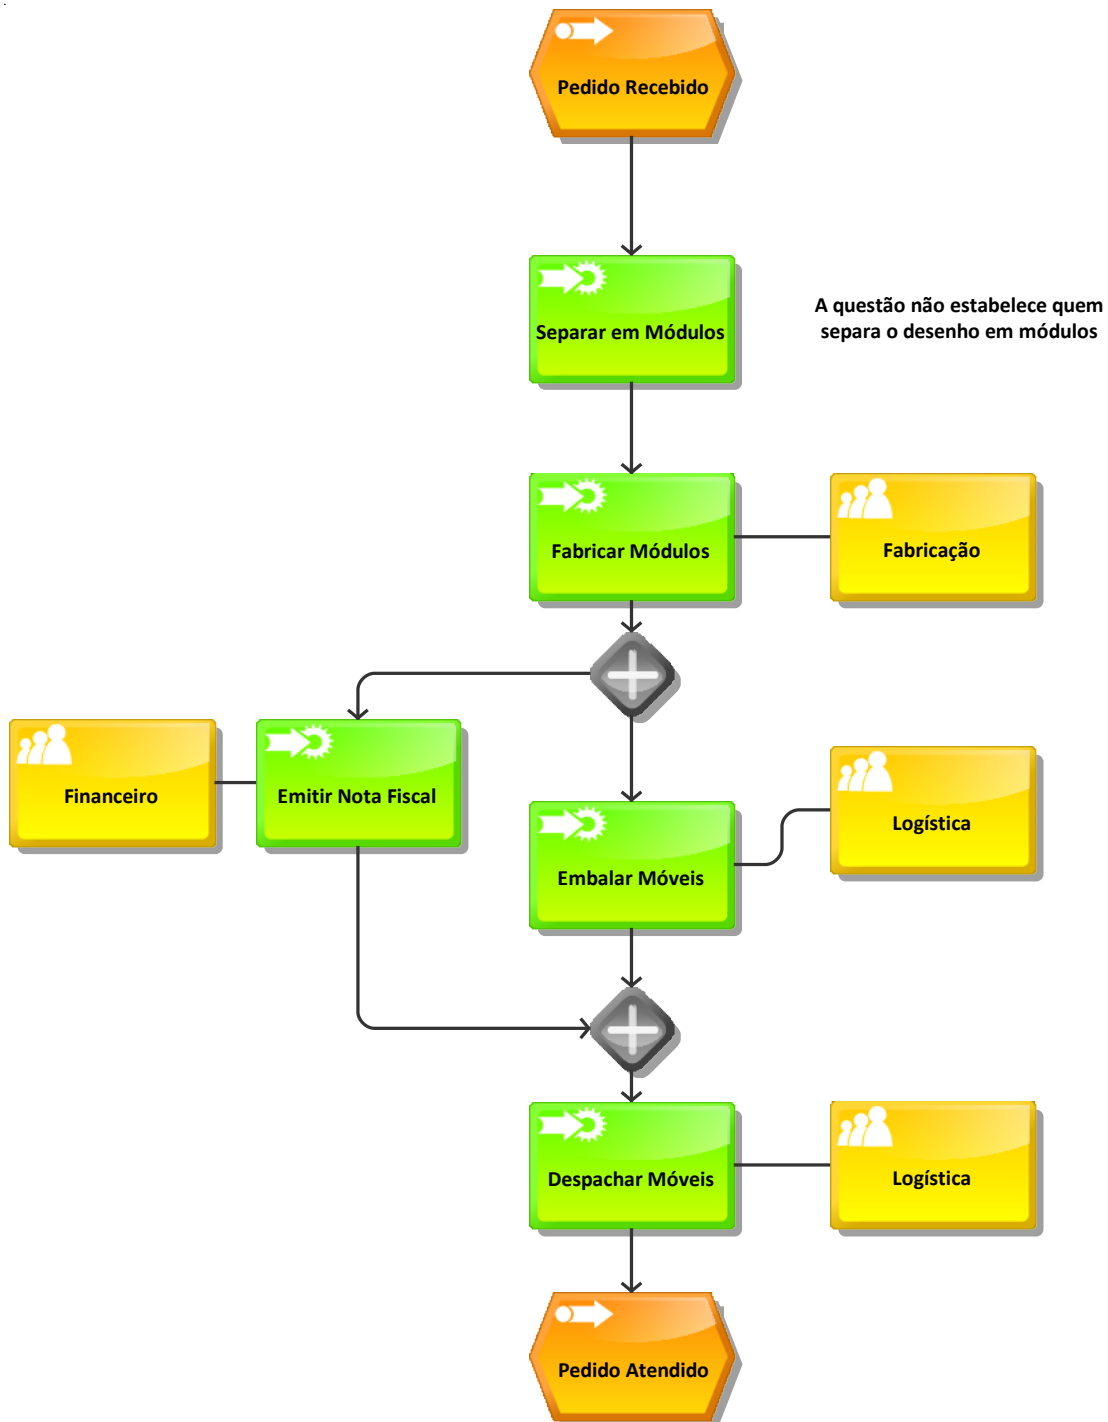 Pedido Recebido
Separar em Módulos
A questão não estabelece quem
separa o desenho em módulos
Fabricar Módulos
Fabricação
Financeiro
Emitir Nota Fiscal
Logística
Embalar Móveis
Despachar Móveis
Logística
Pedido Atendido